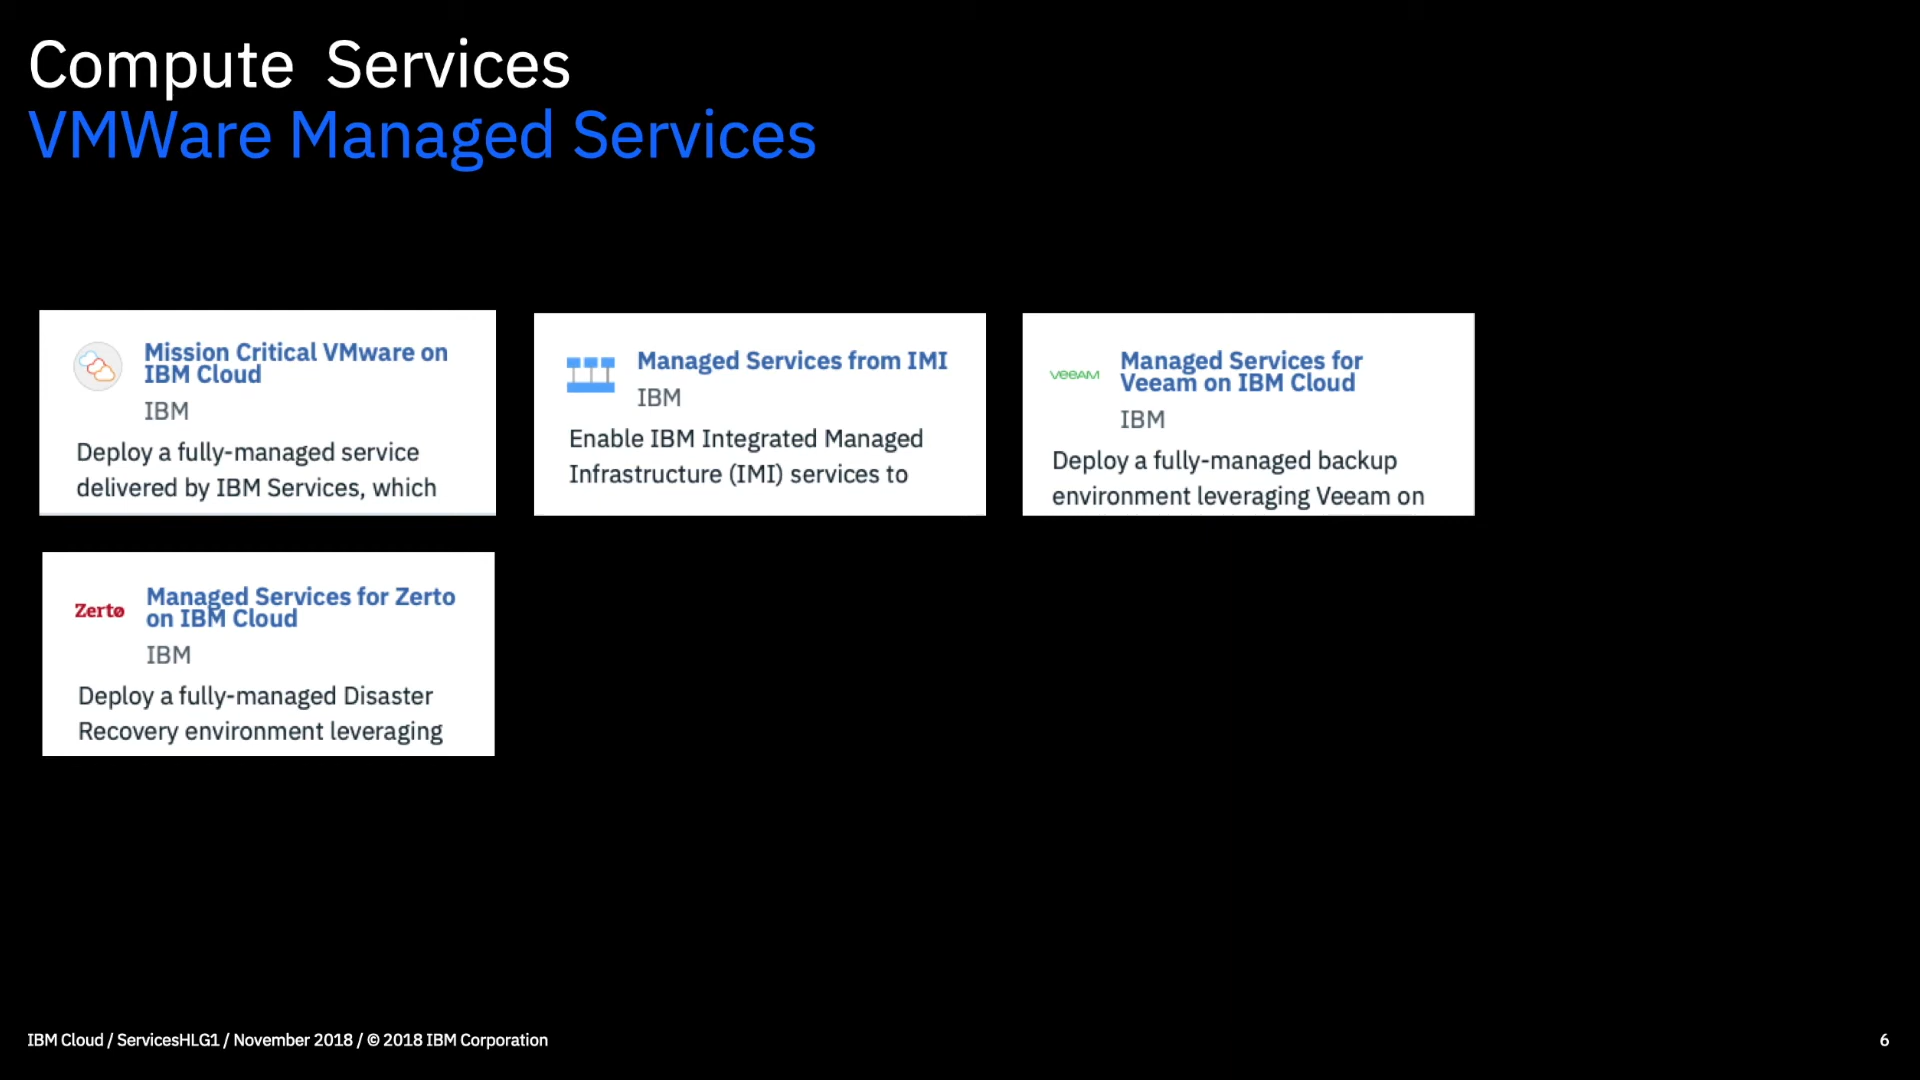 Compute Services
VMWare Managed Services
Mission Critical VMware on
IBM Cloud
IBM
Deploy a fully-managed service
delivered by IBM Services, which
Managed Services from IMI
IBM
Enable IBM Integrated Managed
Infrastructure (IMI) services to
veeam
Managed Services for
Veeam on IBM Cloud
IBM
Deploy a fully-managed backup
environment leveraging Veeam on
Zerto
Managed Services for Zerto
on IBM Cloud
IBM
Deploy a fully-managed Disaster
Recovery environment leveraging
IBM Cloud / ServicesHLG1 / November 2018 / © 2018 IBM Corporation
6